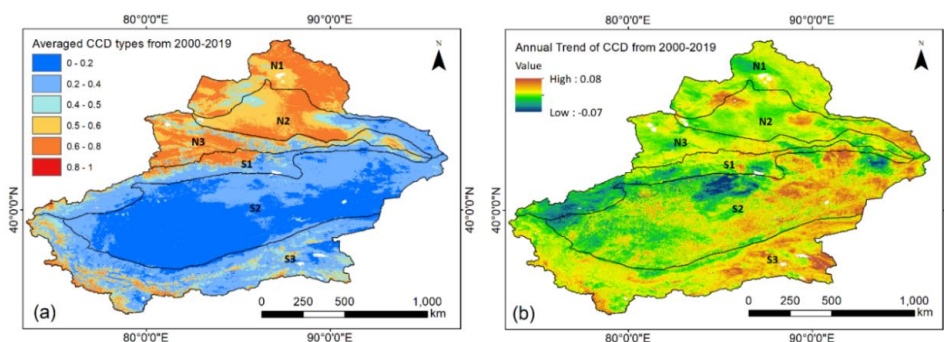 80°0'0"E 90°0'0"E
Averaged CCD types from 2000-2019
0 - 0.2
0.2 - 0.4
0.4 - 0.5
0.5 - 0.6
0.6 - 0.8
0.8 - 1
N
N1
N2
N3
S1
S2
S3
40°0'0"N
(a)
0 250 500 1,000
km
80°0'0"E 90°0'0"E
80°0'0"E 90°0'0"E
Annual Trend of CCD from 2000-2019
Value
High : 0.08
Low : -0.07
N
N1
N2
N3
S1
S2
S3
40°0'0"N
(b)
0 250 500 1,000
km
80°0'0"E 90°0'0"E